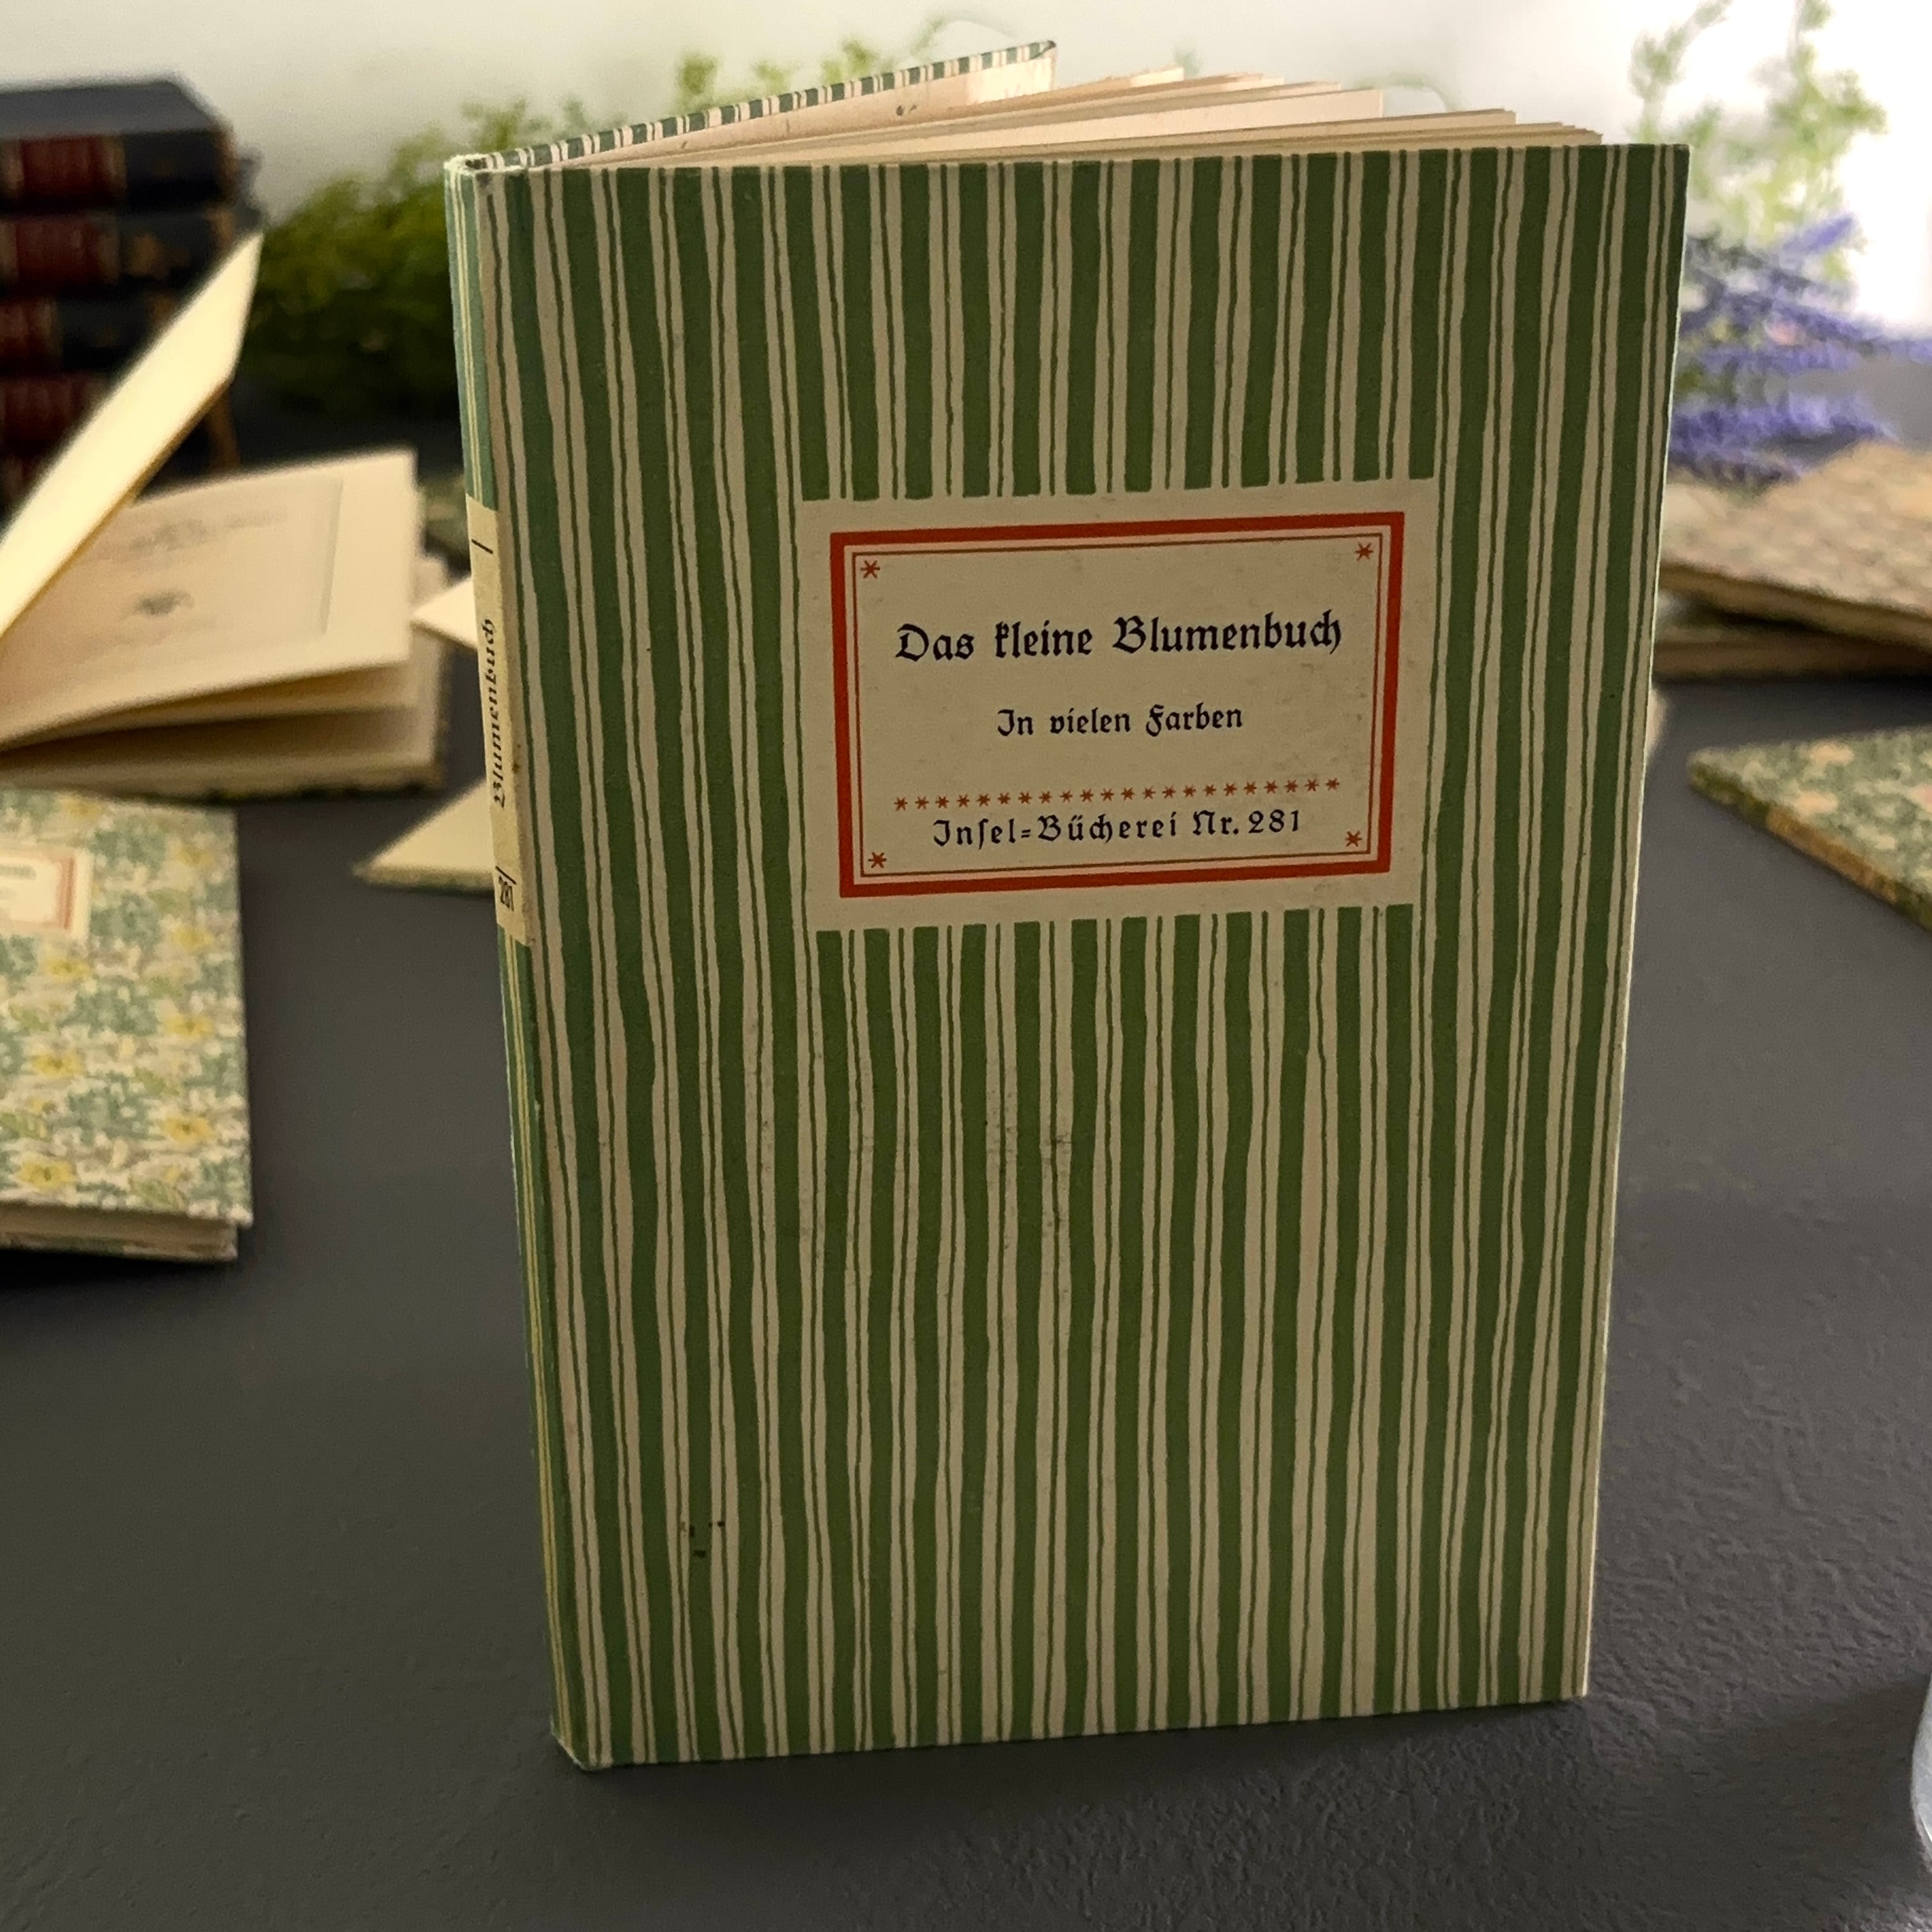 Das kleine Blumenbuch
In vielen Farben
*********************
Inſel=Bücherei Nr. 281
Blumenbuch
281